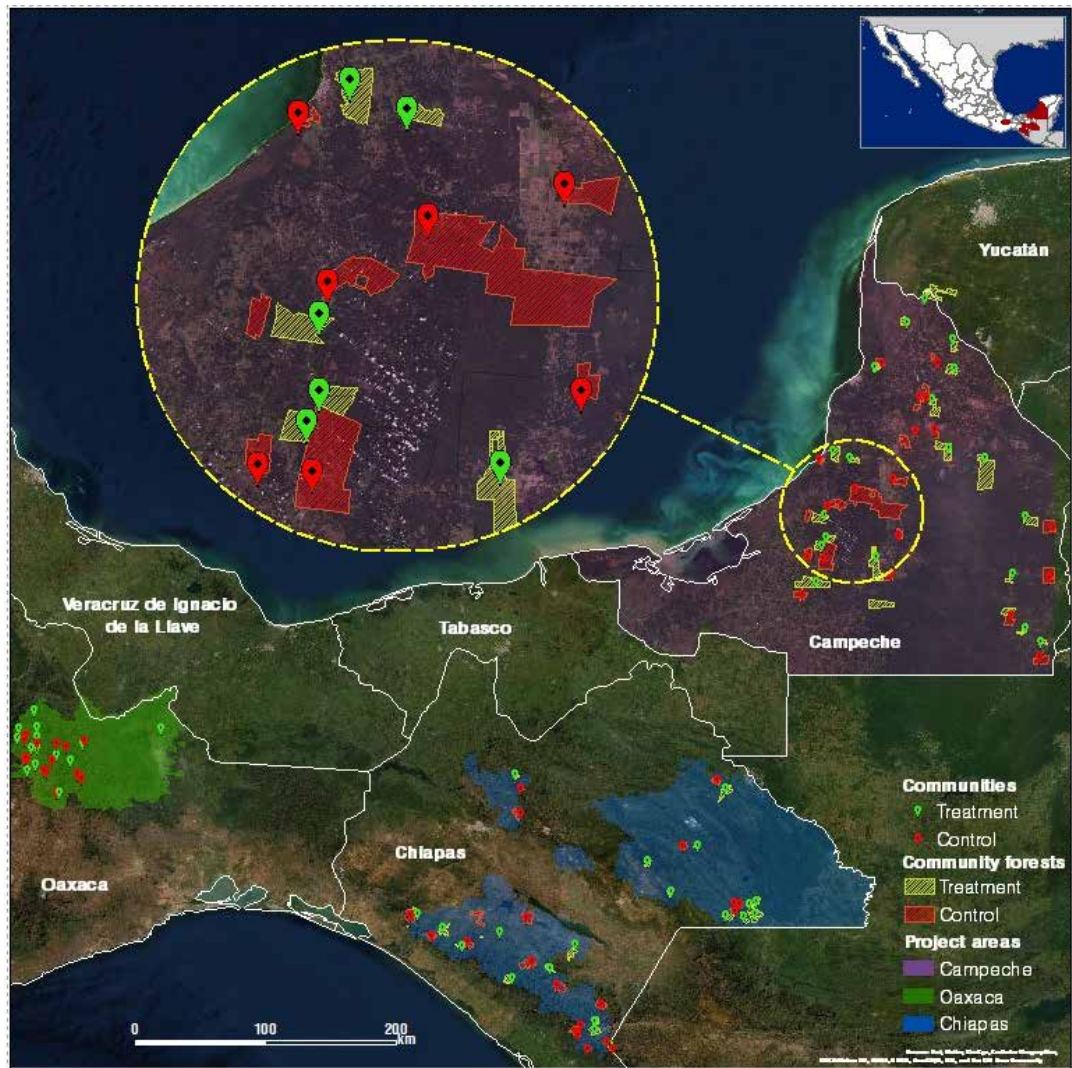 Yucatán
Veracruz de Ignacio
de la Llave
Tabasco
Campeche
Chiapas
Oaxaca
Communities
Treatment
Control
Community forests
Treatment
Control
Project areas
Campeche
Oaxaca
Chiapas
0 100 200
km